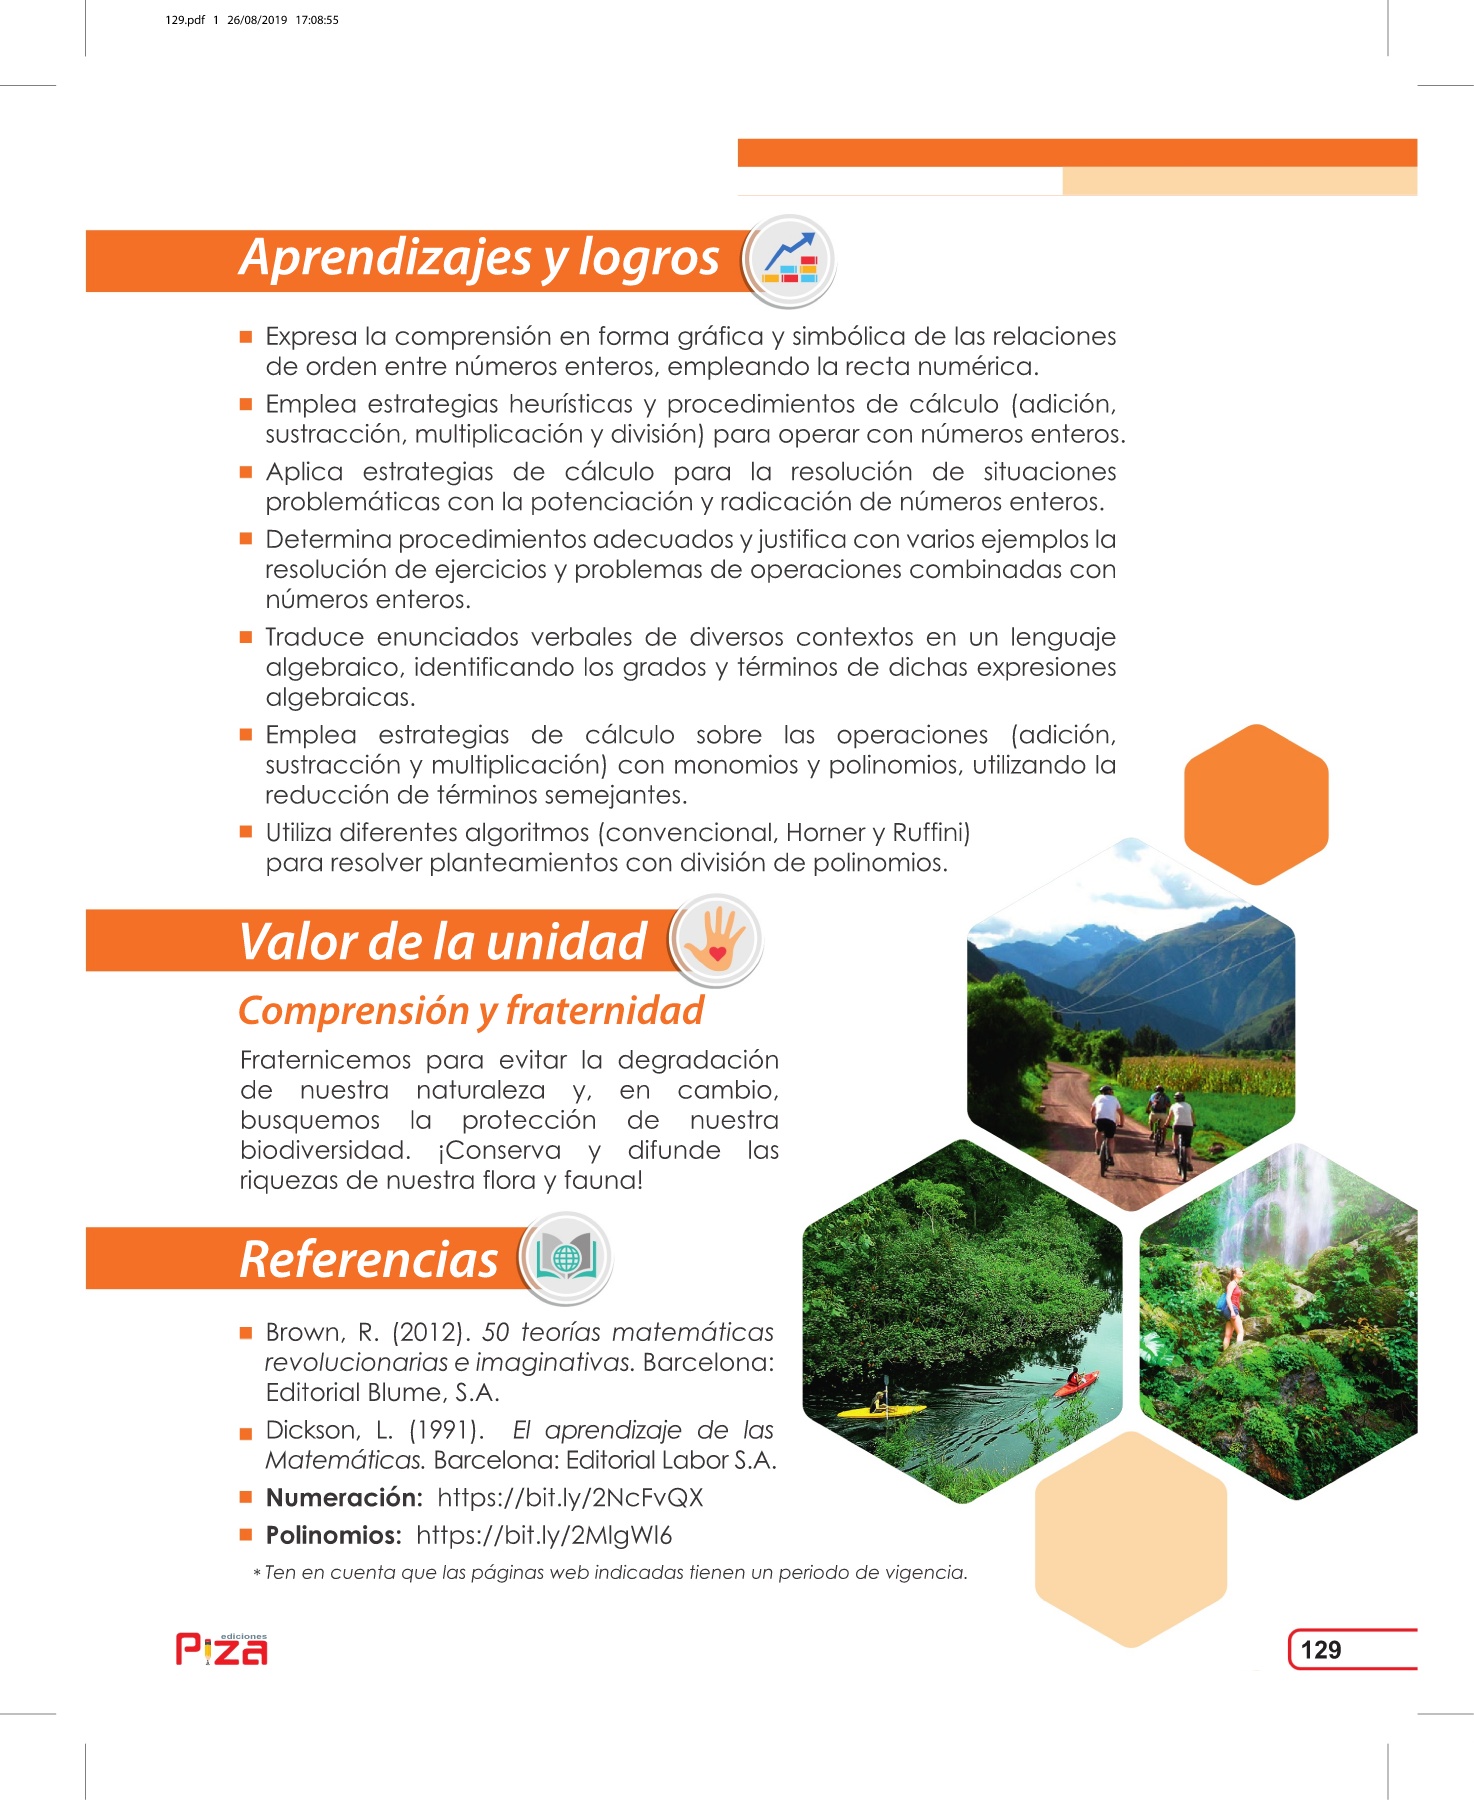 129.pdf 1 26/08/2019 17:08:55
Aprendizajes y logros
Expresa la comprensión en forma gráfica y simbólica de las relaciones
de orden entre números enteros, empleando la recta numérica.
Emplea estrategias heurísticas y procedimientos de cálculo (adición,
sustracción, multiplicación y división) para operar con números enteros.
Aplica estrategias de cálculo para la resolución de situaciones
problemáticas con la potenciación y radicación de números enteros.
Determina procedimientos adecuados y justifica con varios ejemplos la
resolución de ejercicios y problemas de operaciones combinadas con
números enteros.
Traduce enunciados verbales de diversos contextos en un lenguaje
algebraico, identificando los grados y términos de dichas expresiones
algebraicas.
Emplea estrategias de cálculo sobre las operaciones (adición,
sustracción y multiplicación) con monomios y polinomios, utilizando la
reducción de términos semejantes.
Utiliza diferentes algoritmos (convencional, Horner y Ruffini)
para resolver planteamientos con división de polinomios.
Valor de la unidad
Comprensión y fraternidad
Fraternicemos para evitar la degradación
de nuestra naturaleza y, en cambio,
busquemos la protección de nuestra
biodiversidad. ¡Conserva y difunde las
riquezas de nuestra flora y fauna!
Referencias
Brown, R. (2012). 50 teorías matemáticas
revolucionarias e imaginativas. Barcelona:
Editorial Blume, S.A.
Dickson, L. (1991). El aprendizaje de las
Matemáticas. Barcelona: Editorial Labor S.A.
Numeración: https://bit.ly/2NcFvQX
Polinomios: https://bit.ly/2MlgWl6
* Ten en cuenta que las páginas web indicadas tienen un periodo de vigencia.
ediciones
Piza
129